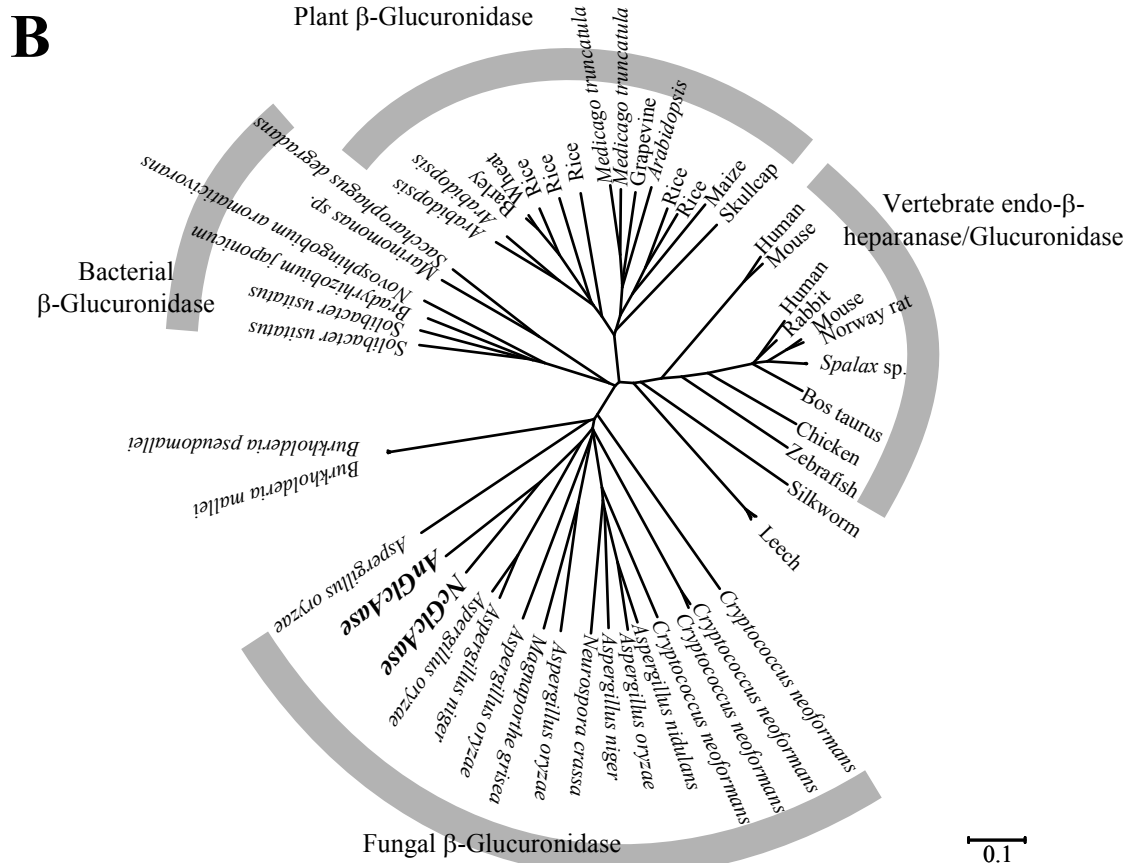 B
Plant β-Glucuronidase
Bacterial
β-Glucuronidase
Vertebrate endo-β-
heparanase/Glucuronidase
Fungal β-Glucuronidase
Solibacter usitatus
Solibacter usitatus
Bradyrhizobium japonicum
Novosphingobium aromaticivorans
Marinomonas sp.
Saccharophagus degradans
Arabidopsis
Arabidopsis
Barley
Wheat
Rice
Rice
Rice
Medicago truncatula
Medicago truncatula
Grapevine
Arabidopsis
Rice
Rice
Maize
Skullcap
Human
Mouse
Human
Rabbit
Mouse
Norway rat
Spalax sp.
Bos taurus
Chicken
Zebrafish
Silkworm
Leech
Cryptococcus neoformans
Cryptococcus neoformans
Cryptococcus neoformans
Cryptococcus neoformans
Aspergillus nidulans
Aspergillus oryzae
Aspergillus niger
Neurospora crassa
Aspergillus oryzae
Magnaporthe grisea
Aspergillus oryzae
Aspergillus niger
Aspergillus oryzae
NcGlcAase
AnGlcAase
Aspergillus oryzae
Burkholderia mallei
Burkholderia pseudomallei
0.1